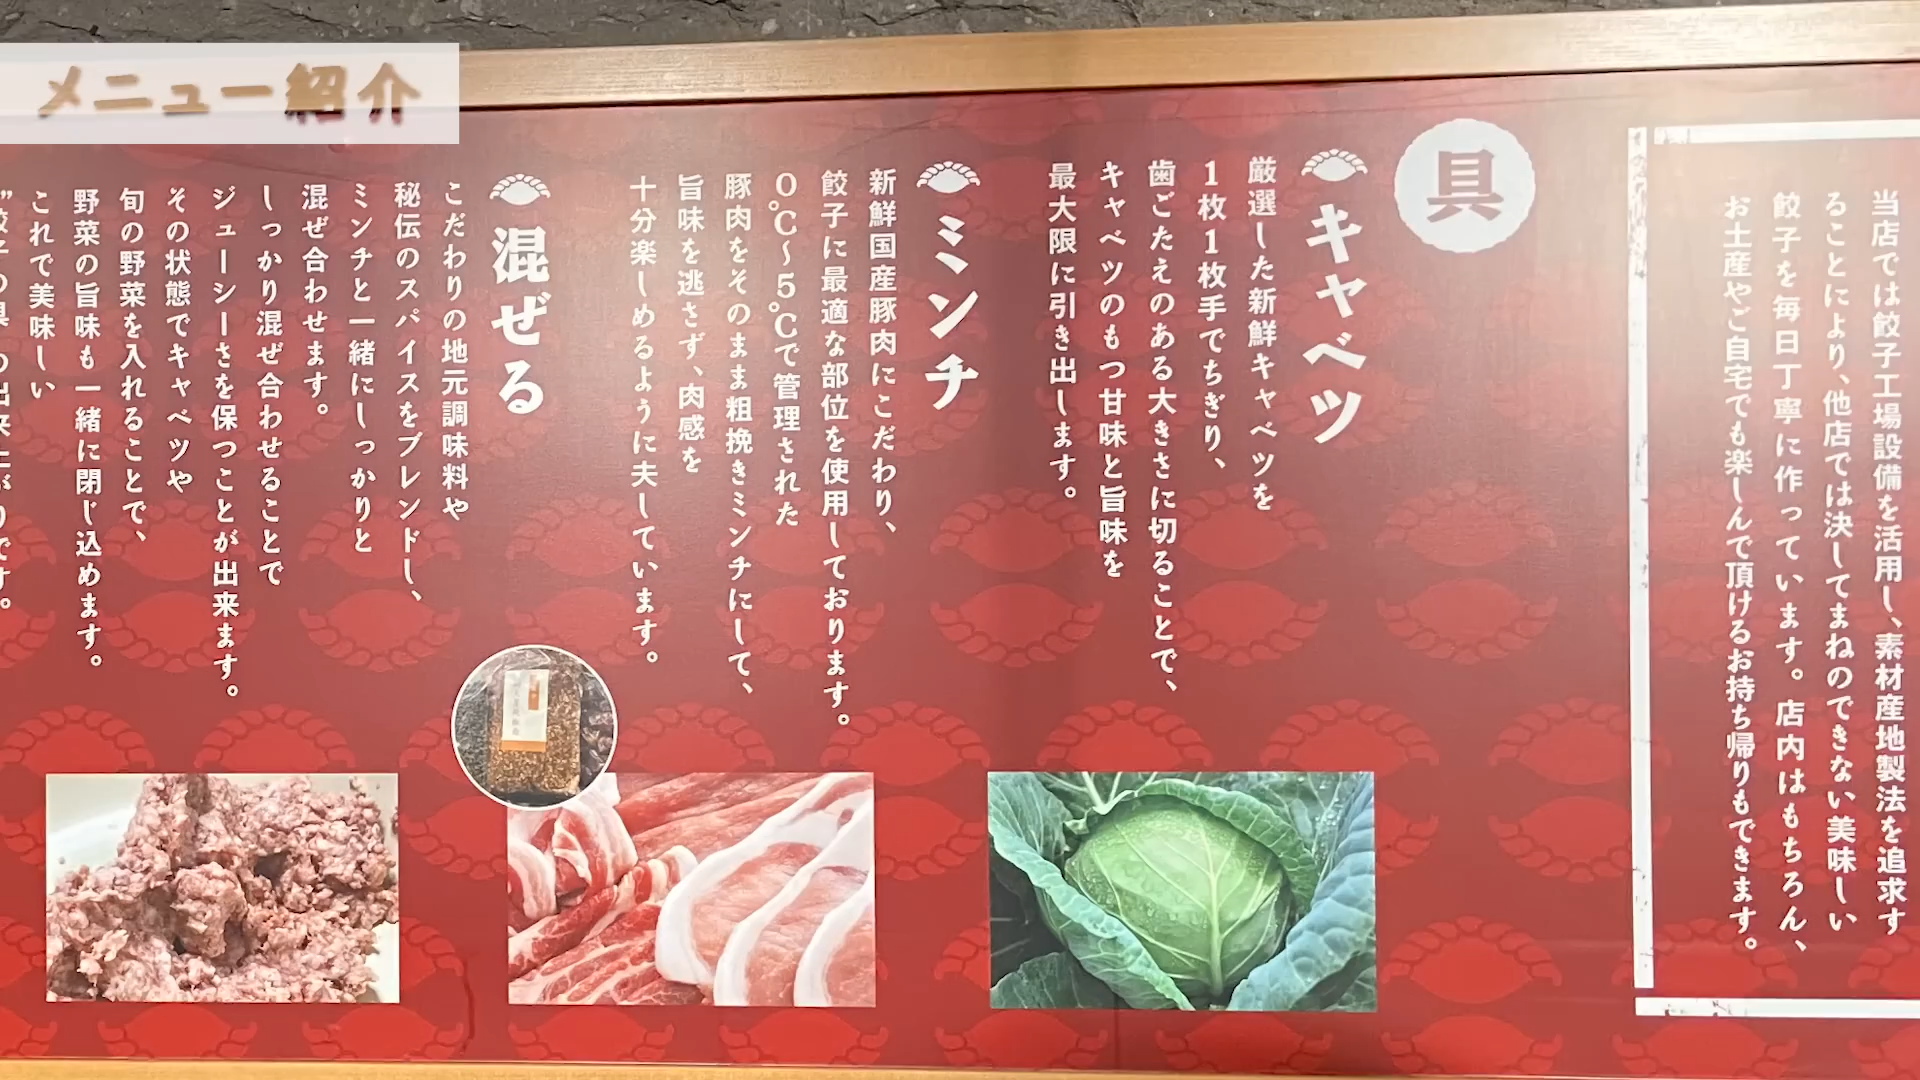 メニュー紹介
当店では餃子工場設備を活用し、素材産地製法を追求す
ることにより、他店では決してまねのできない美味しい
餃子を毎日丁寧に作っています。店内はもちろん、
お土産やご自宅でも楽しんで頂けるお持ち帰りもできます。
具
キャベツ
厳選した新鮮キャベツを
1枚1枚手でちぎり、
歯ごたえのある大きさに切ることで、
キャベツのもつ甘味と旨味を
最大限に引き出します。
ミンチ
新鮮国産豚肉にこだわり、
餃子に最適な部位を使用しております。
0℃〜5℃で管理された
豚肉をそのまま粗挽きミンチにして、
旨味を逃さず、肉感を
十分楽しめるように夫しています。
混ぜる
こだわりの地元調味料や
秘伝のスパイスをブレンドし、
ミンチと一緒にしっかりと
混ぜ合わせます。
しっかり混ぜ合わせることで
ジューシーさを保つことが出来ます。
その状態でキャベツや
旬の野菜を入れることで、
野菜の旨味も一緒に閉じ込めます。
これで美味しい